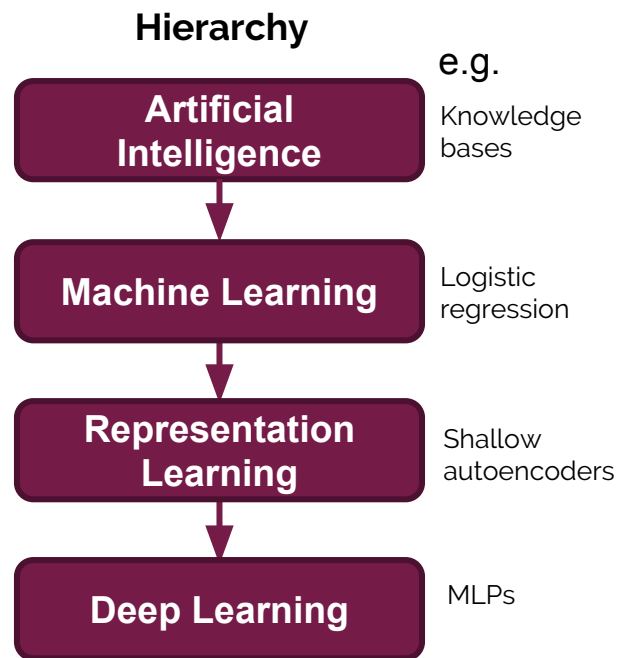 Hierarchy
e.g.
Artificial
Intelligence
Knowledge
bases
Machine Learning
Logistic
regression
Representation
Learning
Shallow
autoencoders
Deep Learning
MLPs